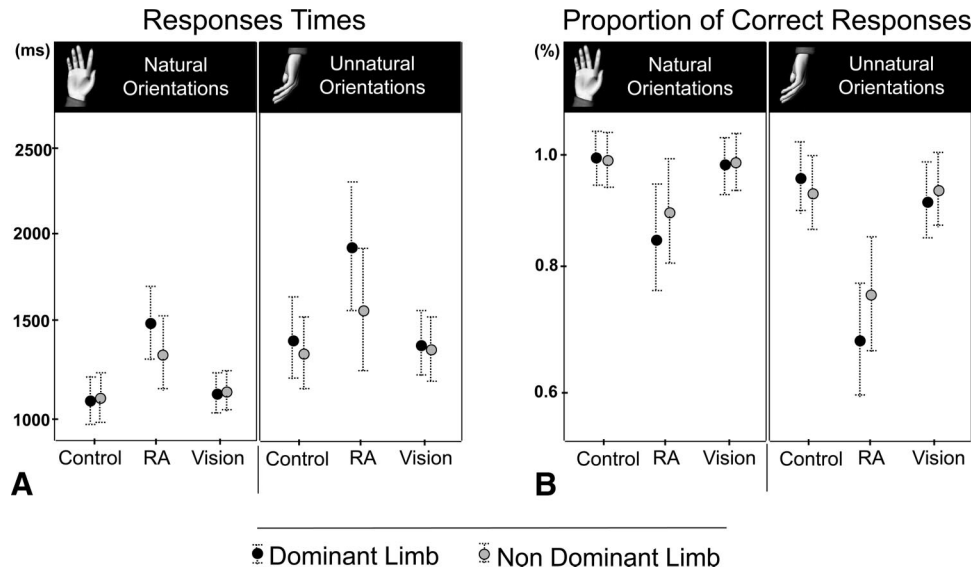 Responses Times
(ms)
Natural
Orientations
Unnatural
Orientations
2500
2000
1500
1000
Control
RA
Vision
Control
RA
Vision
A
Proportion of Correct Responses
(%)
Natural
Orientations
Unnatural
Orientations
1.0
0.8
0.6
Control
RA
Vision
Control
RA
Vision
B
Dominant Limb
Non Dominant Limb